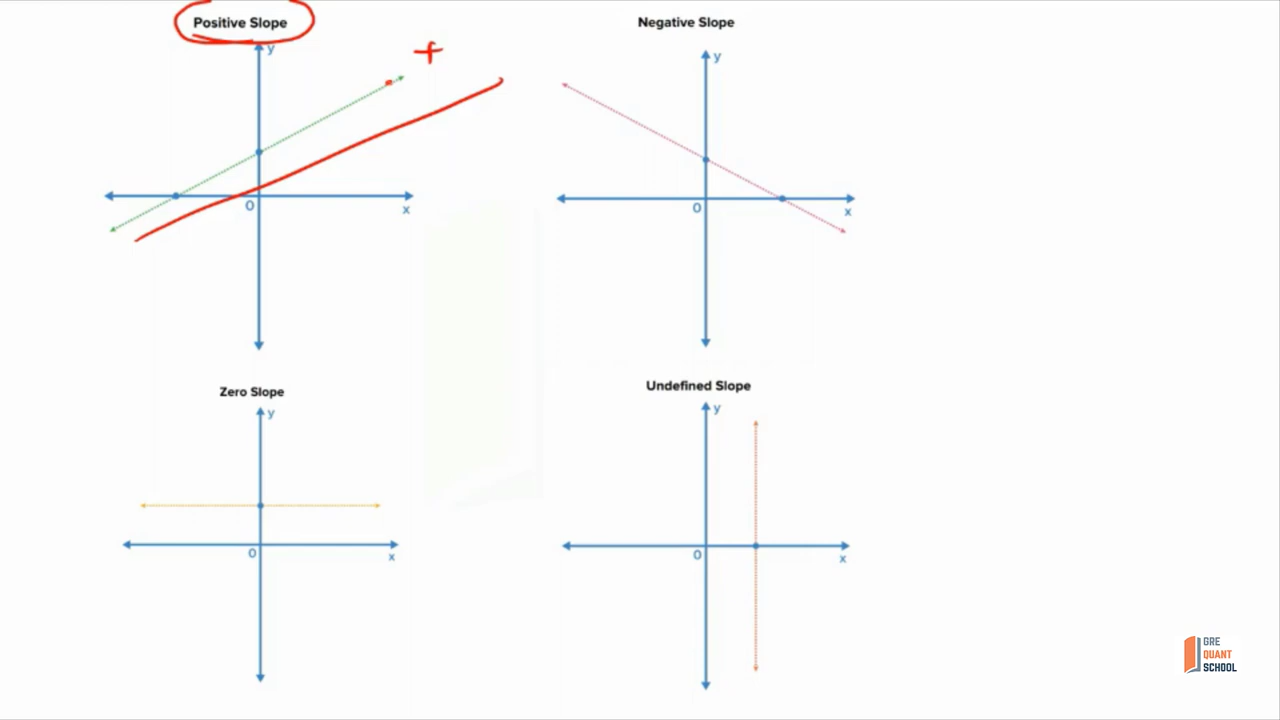 Positive Slope
y
+
0
x
Negative Slope
y
0
x
Zero Slope
y
0
x
Undefined Slope
y
0
x
GRE
QUANT
SCHOOL